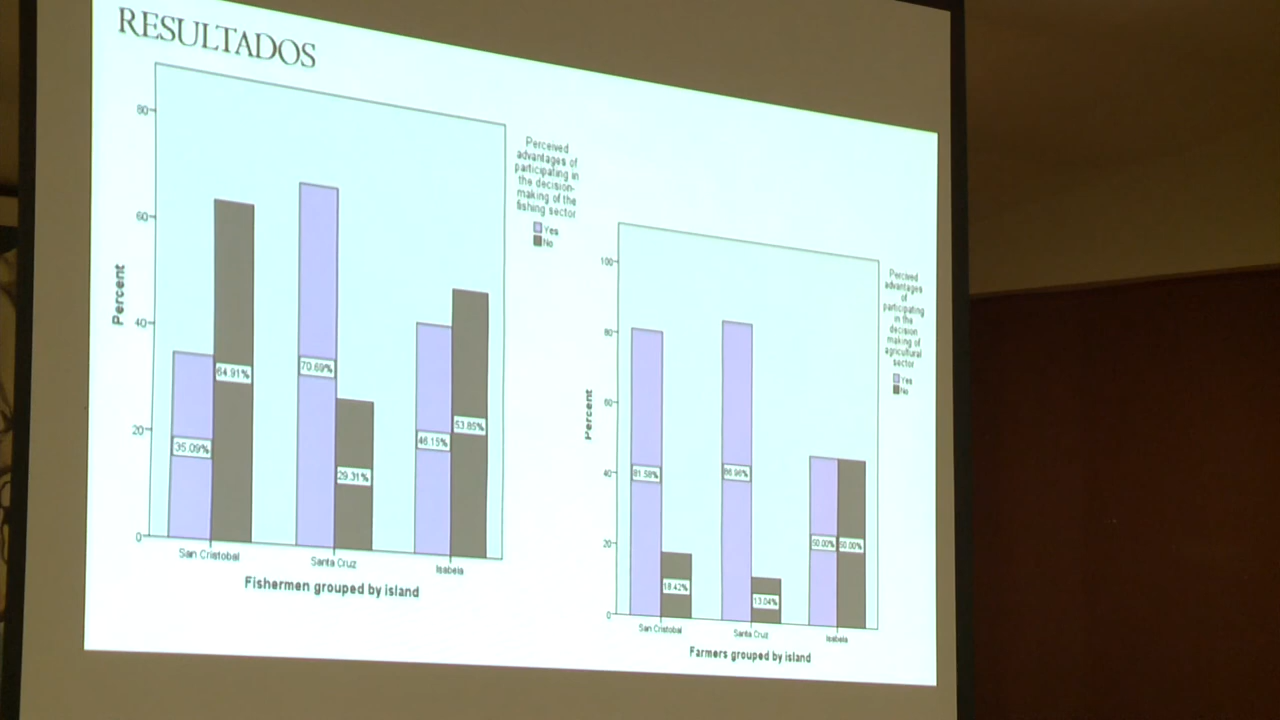 RESULTADOS
80
60
40
20
0
Percent
35.09%
64.91%
70.69%
29.31%
46.15%
53.85%
San Cristobal
Santa Cruz
Isabela
Fishermen grouped by island
Perceived
advantages of
participating in
the decision-
making of the
fishing sector
Yes
No
100
80
60
40
20
0
Percent
81.58%
18.42%
86.96%
13.04%
50.00%
50.00%
San Cristobal
Santa Cruz
Isabela
Farmers grouped by island
Perceived
advantages
of
participating
in the
decision
making of
agricultural
sector
Yes
No